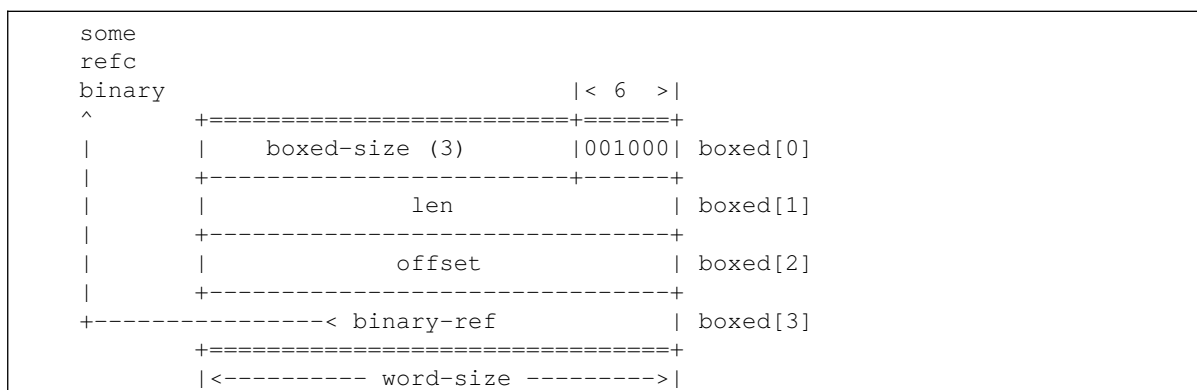 some
refc
binary                            |< 6  >|
^       +=========================+======+
|       |    boxed-size (3)       |001000| boxed[0]
|       +-------------------------+------+
|       |              len               | boxed[1]
|       +--------------------------------+
|       |             offset             | boxed[2]
|       +--------------------------------+
+----------------< binary-ref            | boxed[3]
        +================================+
        |<---------- word-size --------->|